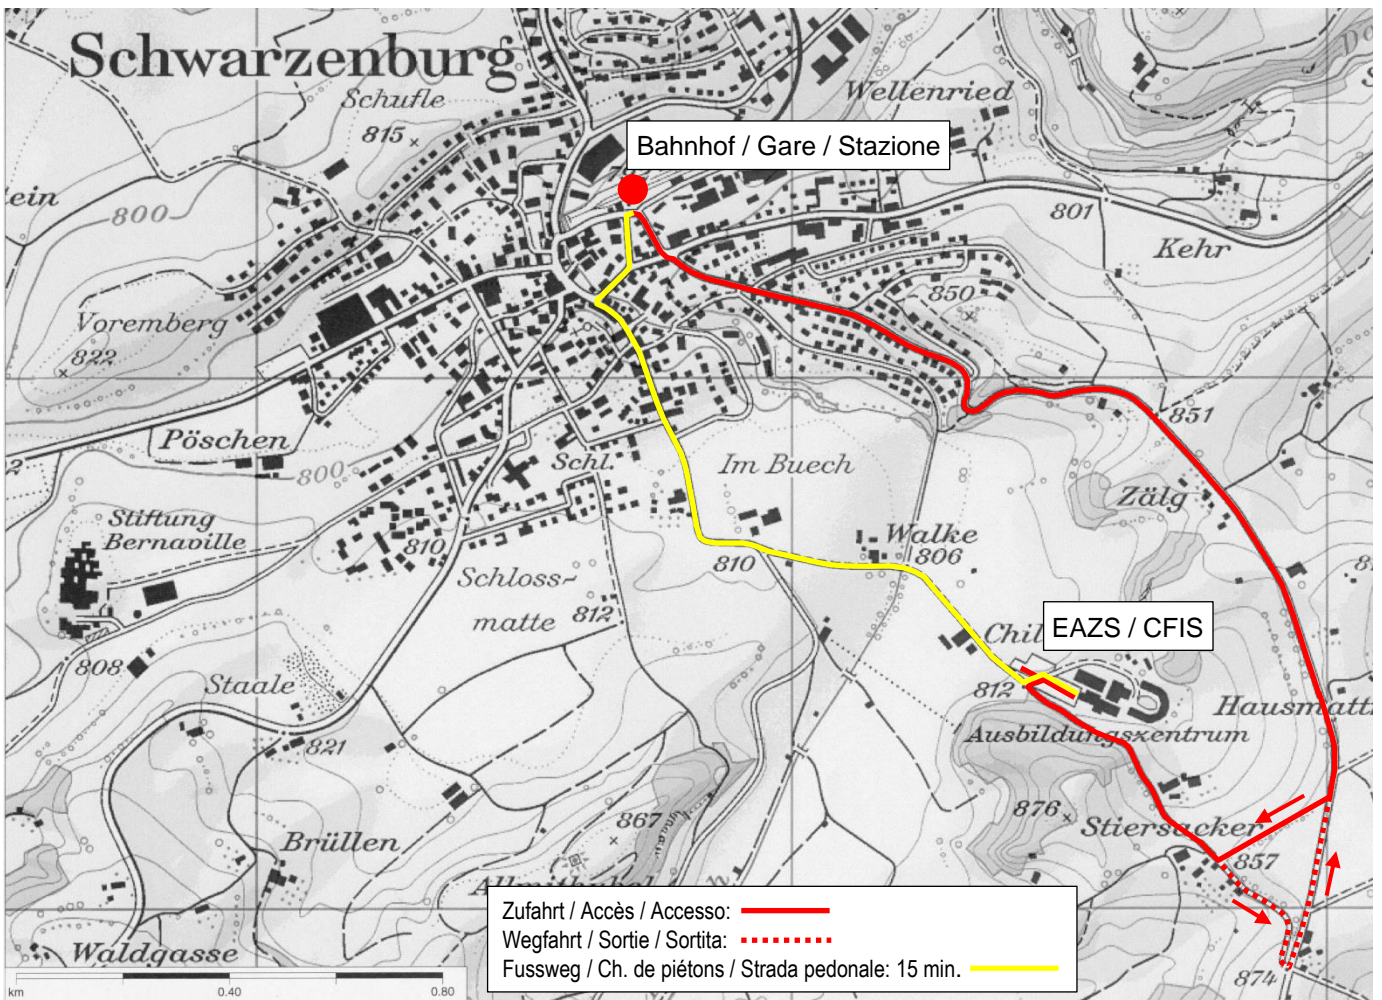 Schwarzenburg
Schufle
815
Wellenried
Bahnhof / Gare / Stazione
tein
800
801
Kehr
850
Voremberg
822
851
Pöschen
800
Schl.
Im Buech
Zälg
Stiftung
Bernaville
810
810
Walke
806
Schloss-
matte
812
EAZS / CFIS
Chil
808
Staale
812
Hausmatt
821
Ausbildungszentrum
876
Stiersacker
867
Brüllen
857
Waldgasse
874
Zufahrt / Accès / Accesso:
Wegfahrt / Sortie / Sortita:
Fussweg / Ch. de piétons / Strada pedonale: 15 min.
km
0.40
0.80